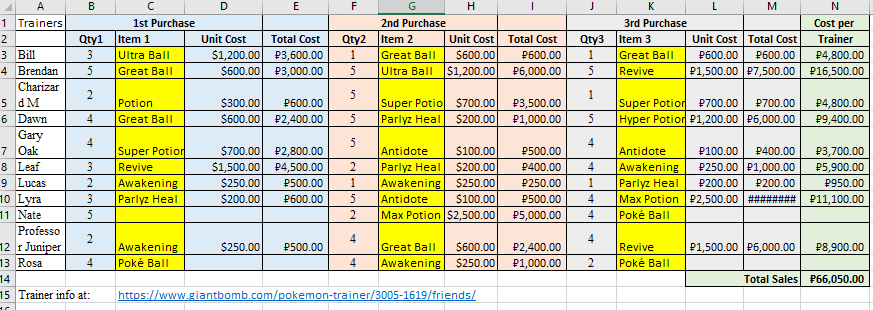 A B C D E F G H I J K L M N
1 Trainers 1st Purchase 2nd Purchase 3rd Purchase Cost per
2 Qty1 Item 1 Unit Cost Total Cost Qty2 Item 2 Unit Cost Total Cost Qty3 Item 3 Unit Cost Total Cost Trainer
3 Bill 3 Ultra Ball $1,200.00 ₽3,600.00 1 Great Ball $600.00 ₽600.00 1 Great Ball ₽600.00 ₽600.00 ₽4,800.00
4 Brendan 5 Great Ball $600.00 ₽3,000.00 5 Ultra Ball $1,200.00 ₽6,000.00 5 Revive ₽1,500.00 ₽7,500.00 ₽16,500.00
Charizar
5 d M 2 Potion $300.00 ₽600.00 5 Super Potio $700.00 ₽3,500.00 1 Super Potior ₽700.00 ₽700.00 ₽4,800.00
6 Dawn 4 Great Ball $600.00 ₽2,400.00 5 Parlyz Heal $200.00 ₽1,000.00 5 Hyper Potior ₽1,200.00 ₽6,000.00 ₽9,400.00
Gary
7 Oak 4 Super Potior $700.00 ₽2,800.00 5 Antidote $100.00 ₽500.00 4 Antidote ₽100.00 ₽400.00 ₽3,700.00
8 Leaf 3 Revive $1,500.00 ₽4,500.00 2 Parlyz Heal $200.00 ₽400.00 4 Awakening ₽250.00 ₽1,000.00 ₽5,900.00
9 Lucas 2 Awakening $250.00 ₽500.00 1 Awakening $250.00 ₽250.00 1 Parlyz Heal ₽200.00 ₽200.00 ₽950.00
10 Lyra 3 Parlyz Heal $200.00 ₽600.00 5 Antidote $100.00 ₽500.00 4 Max Potion ₽2,500.00 ######## ₽11,100.00
11 Nate 5 2 Max Potion $2,500.00 ₽5,000.00 4 Poké Ball
Professo
12 r Juniper 2 Awakening $250.00 ₽500.00 4 Great Ball $600.00 ₽2,400.00 4 Revive ₽1,500.00 ₽6,000.00 ₽8,900.00
13 Rosa 4 Poké Ball 4 Awakening $250.00 ₽1,000.00 2 Poké Ball
14 Total Sales ₽66,050.00
15 Trainer info at: https://www.giantbomb.com/pokemon-trainer/3005-1619/friends/